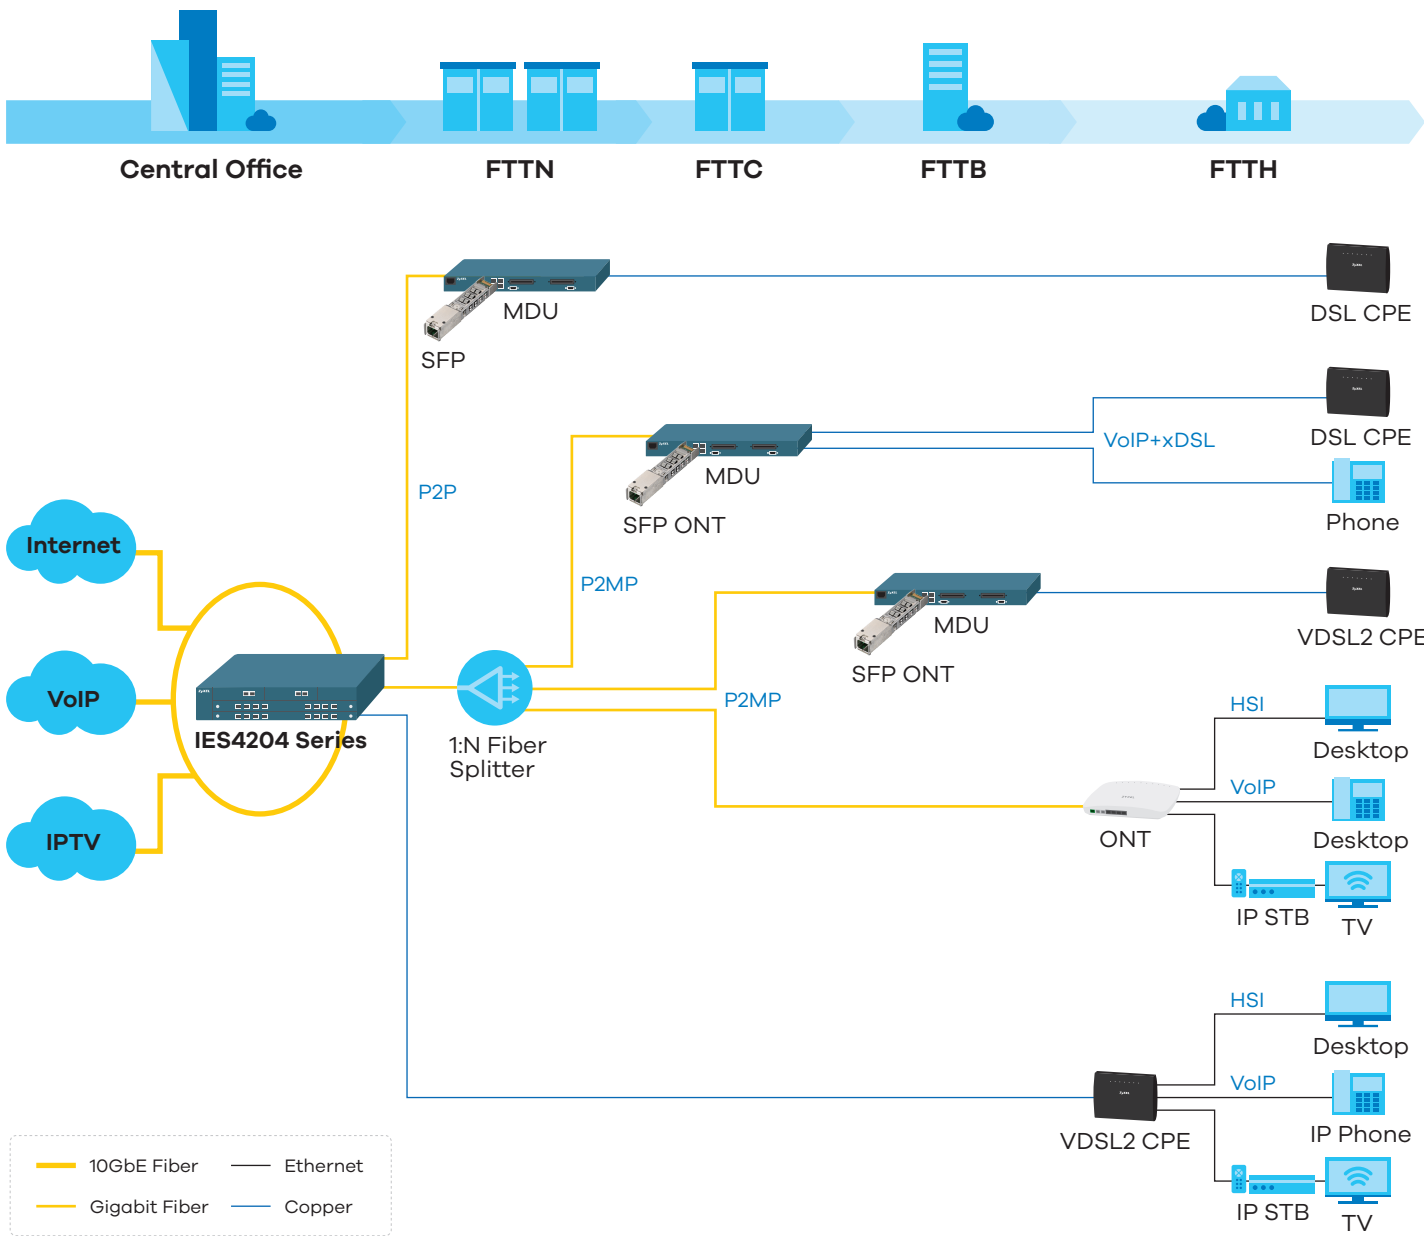 Central Office
FTTN
FTTC
FTTB
FTTH
MDU
SFP
DSL CPE
P2P
MDU
SFP ONT
VoIP+xDSL
DSL CPE
Phone
P2MP
MDU
SFP ONT
VDSL2 CPE
Internet
VoIP
IPTV
IES4204 Series
1:N Fiber
Splitter
P2MP
ONT
HSI
Desktop
VoIP
Desktop
IP STB
TV
VDSL2 CPE
HSI
Desktop
VoIP
IP Phone
IP STB
TV
10GbE Fiber
Ethernet
Gigabit Fiber
Copper